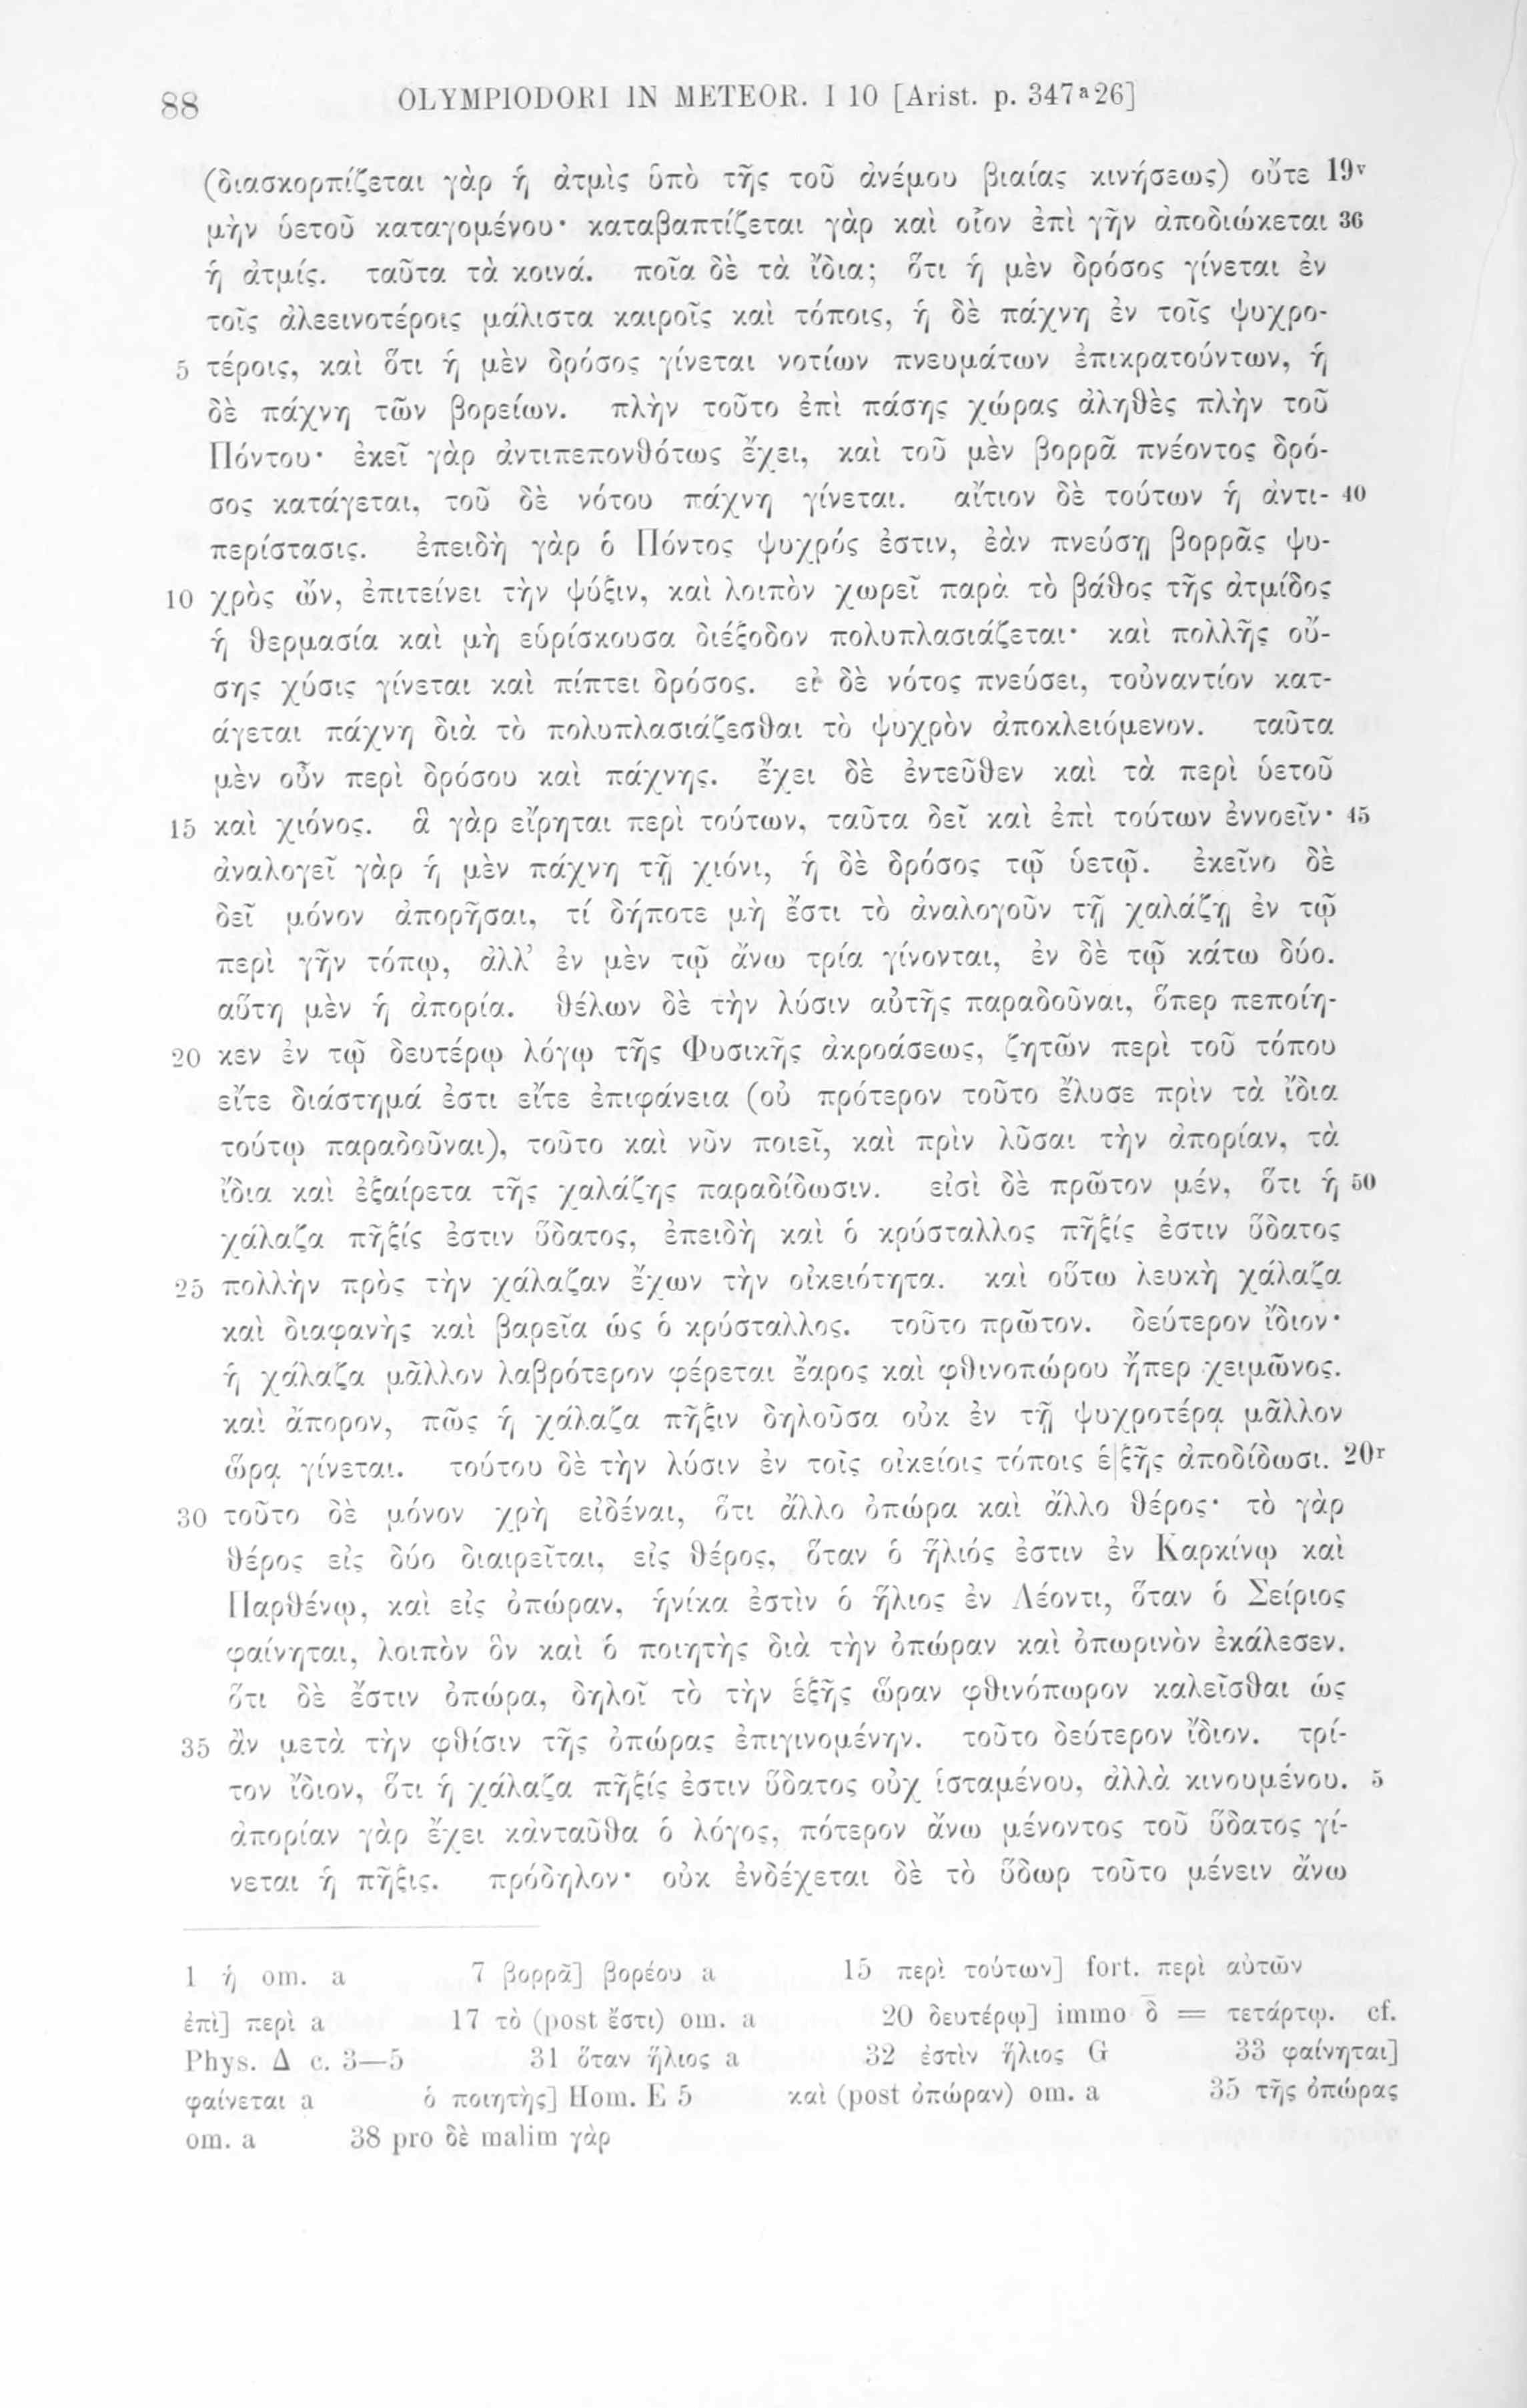 88 OLYMPIODORI IN METEOR. I 10 [Arist. p. 347ᵃ26]
(διασκορπίζεται γὰρ ἡ ἀτμὶς ὑπὸ τῆς τοῦ ἀνέμου βιαίας κινήσεως) οὔτε 19ᵛ
μὴν ὑετοῦ καταγομένου· καταβαπτίζεται γὰρ καὶ οἷον ἐπὶ γῆν ἀποδιώκεται 36
ἡ ἀτμίς. ταῦτα τὰ κοινά. ποῖα δὲ τὰ ἴδια; ὅτι ἡ μὲν δρόσος γίνεται ἐν
τοῖς ἀλεεινοτέροις μάλιστα καιροῖς καὶ τόποις, ἡ δὲ πάχνη ἐν τοῖς ψυχρο-
5 τέροις, καὶ ὅτι ἡ μὲν δρόσος γίνεται νοτίων πνευμάτων ἐπικρατούντων, ἡ
δὲ πάχνη τῶν βορείων. πλὴν τοῦτο ἐπὶ πάσης χώρας ἀληθὲς πλὴν τοῦ
Πόντου· ἐκεῖ γὰρ ἀντιπεπονθότως ἔχει, καὶ τοῦ μὲν βορρᾶ πνέοντος δρό-
σος κατάγεται, τοῦ δὲ νότου πάχνη γίνεται. αἴτιον δὲ τούτων ἡ ἀντι- 40
περίστασις. ἐπειδὴ γὰρ ὁ Πόντος ψυχρός ἐστιν, ἐὰν πνεύσῃ βορρᾶς ψυ-
10 χρὸς ὤν, ἐπιτείνει τὴν ψύξιν, καὶ λοιπὸν χωρεῖ παρὰ τὸ βάθος τῆς ἀτμίδος
ἡ θερμασία καὶ μὴ εὑρίσκουσα διέξοδον πολυπλασιάζεται· καὶ πολλῆς οὔ-
σης χύσις γίνεται καὶ πίπτει δρόσος. εἰ δὲ νότος πνεύσει, τοὐναντίον κατ-
άγεται πάχνη διὰ τὸ πολυπλασιάζεσθαι τὸ ψυχρὸν ἀποκλειόμενον. ταῦτα
μὲν οὖν περὶ δρόσου καὶ πάχνης. ἔχει δὲ ἐντεῦθεν καὶ τὰ περὶ ὑετοῦ
15 καὶ χιόνος. ἃ γὰρ εἴρηται περὶ τούτων, ταῦτα δεῖ καὶ ἐπὶ τούτων ἐννοεῖν· 45
ἀναλογεῖ γὰρ ἡ μὲν πάχνη τῇ χιόνι, ἡ δὲ δρόσος τῷ ὑετῷ. ἐκεῖνο δὲ
δεῖ μόνον ἀπορῆσαι, τί δήποτε μὴ ἔστι τὸ ἀναλογοῦν τῇ χαλάζῃ ἐν τῷ
περὶ γῆν τόπῳ, ἀλλ’ ἐν μὲν τῷ ἄνω τρία γίνονται, ἐν δὲ τῷ κάτω δύο.
αὕτη μὲν ἡ ἀπορία. θέλων δὲ τὴν λύσιν αὐτῆς παραδοῦναι, ὅπερ πεποίη-
20 κεν ἐν τῷ δευτέρῳ λόγῳ τῆς Φυσικῆς ἀκροάσεως, ζητῶν περὶ τοῦ τόπου
εἴτε διάστημά ἐστι εἴτε ἐπιφάνεια (οὐ πρότερον τοῦτο ἔλυσε πρὶν τὰ ἴδια
τούτῳ παραδοῦναι), τοῦτο καὶ νῦν ποιεῖ, καὶ πρὶν λῦσαι τὴν ἀπορίαν, τὰ
ἴδια καὶ ἐξαίρετα τῆς χαλάζης παραδίδωσιν. εἰσὶ δὲ πρῶτον μέν, ὅτι ἡ 50
χάλαζα πῆξίς ἐστιν ὕδατος, ἐπειδὴ καὶ ὁ κρύσταλλος πῆξίς ἐστιν ὕδατος
25 πολλὴν πρὸς τὴν χάλαζαν ἔχων τὴν οἰκειότητα. καὶ οὕτω λευκὴ χάλαζα
καὶ διαφανὴς καὶ βαρεῖα ὡς ὁ κρύσταλλος. τοῦτο πρῶτον. δεύτερον ἴδιον·
ἡ χάλαζα μᾶλλον λαβρότερον φέρεται ἔαρος καὶ φθινοπώρου ἤπερ χειμῶνος.
καὶ ἄπορον, πῶς ἡ χάλαζα πῆξιν δηλοῦσα οὐκ ἐν τῇ ψυχροτέρᾳ μᾶλλον
ὥρᾳ γίνεται. τούτου δὲ τὴν λύσιν ἐν τοῖς οἰκείοις τόποις ἑ|ξῆς ἀποδίδωσι. 20ʳ
30 τοῦτο δὲ μόνον χρὴ εἰδέναι, ὅτι ἄλλο ὀπώρα καὶ ἄλλο θέρος· τὸ γὰρ
θέρος εἰς δύο διαιρεῖται, εἰς θέρος, ὅταν ὁ ἥλιός ἐστιν ἐν Καρκίνῳ καὶ
Παρθένῳ, καὶ εἰς ὀπώραν, ἡνίκα ἐστὶν ὁ ἥλιος ἐν Λέοντι, ὅταν ὁ Σείριος
φαίνηται, λοιπὸν ὃν καὶ ὁ ποιητὴς διὰ τὴν ὀπώραν καὶ ὀπωρινὸν ἐκάλεσεν.
ὅτι δὲ ἔστιν ὀπώρα, δηλοῖ τὸ τὴν ἑξῆς ὥραν φθινόπωρον καλεῖσθαι ὡς
35 ἂν μετὰ τὴν φθίσιν τῆς ὀπώρας ἐπιγινομένην. τοῦτο δεύτερον ἴδιον. τρί-
τον ἴδιον, ὅτι ἡ χάλαζα πῆξίς ἐστιν ὕδατος οὐχ ἱσταμένου, ἀλλὰ κινουμένου. 5
ἀπορίαν γὰρ ἔχει κἀνταῦθα ὁ λόγος, πότερον ἄνω μένοντος τοῦ ὕδατος γί-
νεται ἡ πῆξις. πρόδηλον· οὐκ ἐνδέχεται δὲ τὸ ὕδωρ τοῦτο μένειν ἄνω
1 ἡ om. a 7 βορρᾶ] βορέου a 15 περὶ τούτων] fort. περὶ αὐτῶν
ἐπὶ] περὶ a 17 τὸ (post ἔστι) om. a 20 δευτέρῳ] immo δ̄ = τετάρτῳ. cf.
Phys. Δ c. 3—5 31 ὅταν ἥλιος a 32 ἐστὶν ἥλιος G 33 φαίνηται]
φαίνεται a ὁ ποιητὴς] Hom. E 5 καὶ (post ὀπώραν) om. a 35 τῆς ὀπώρας
om. a 38 pro δὲ malim γὰρ